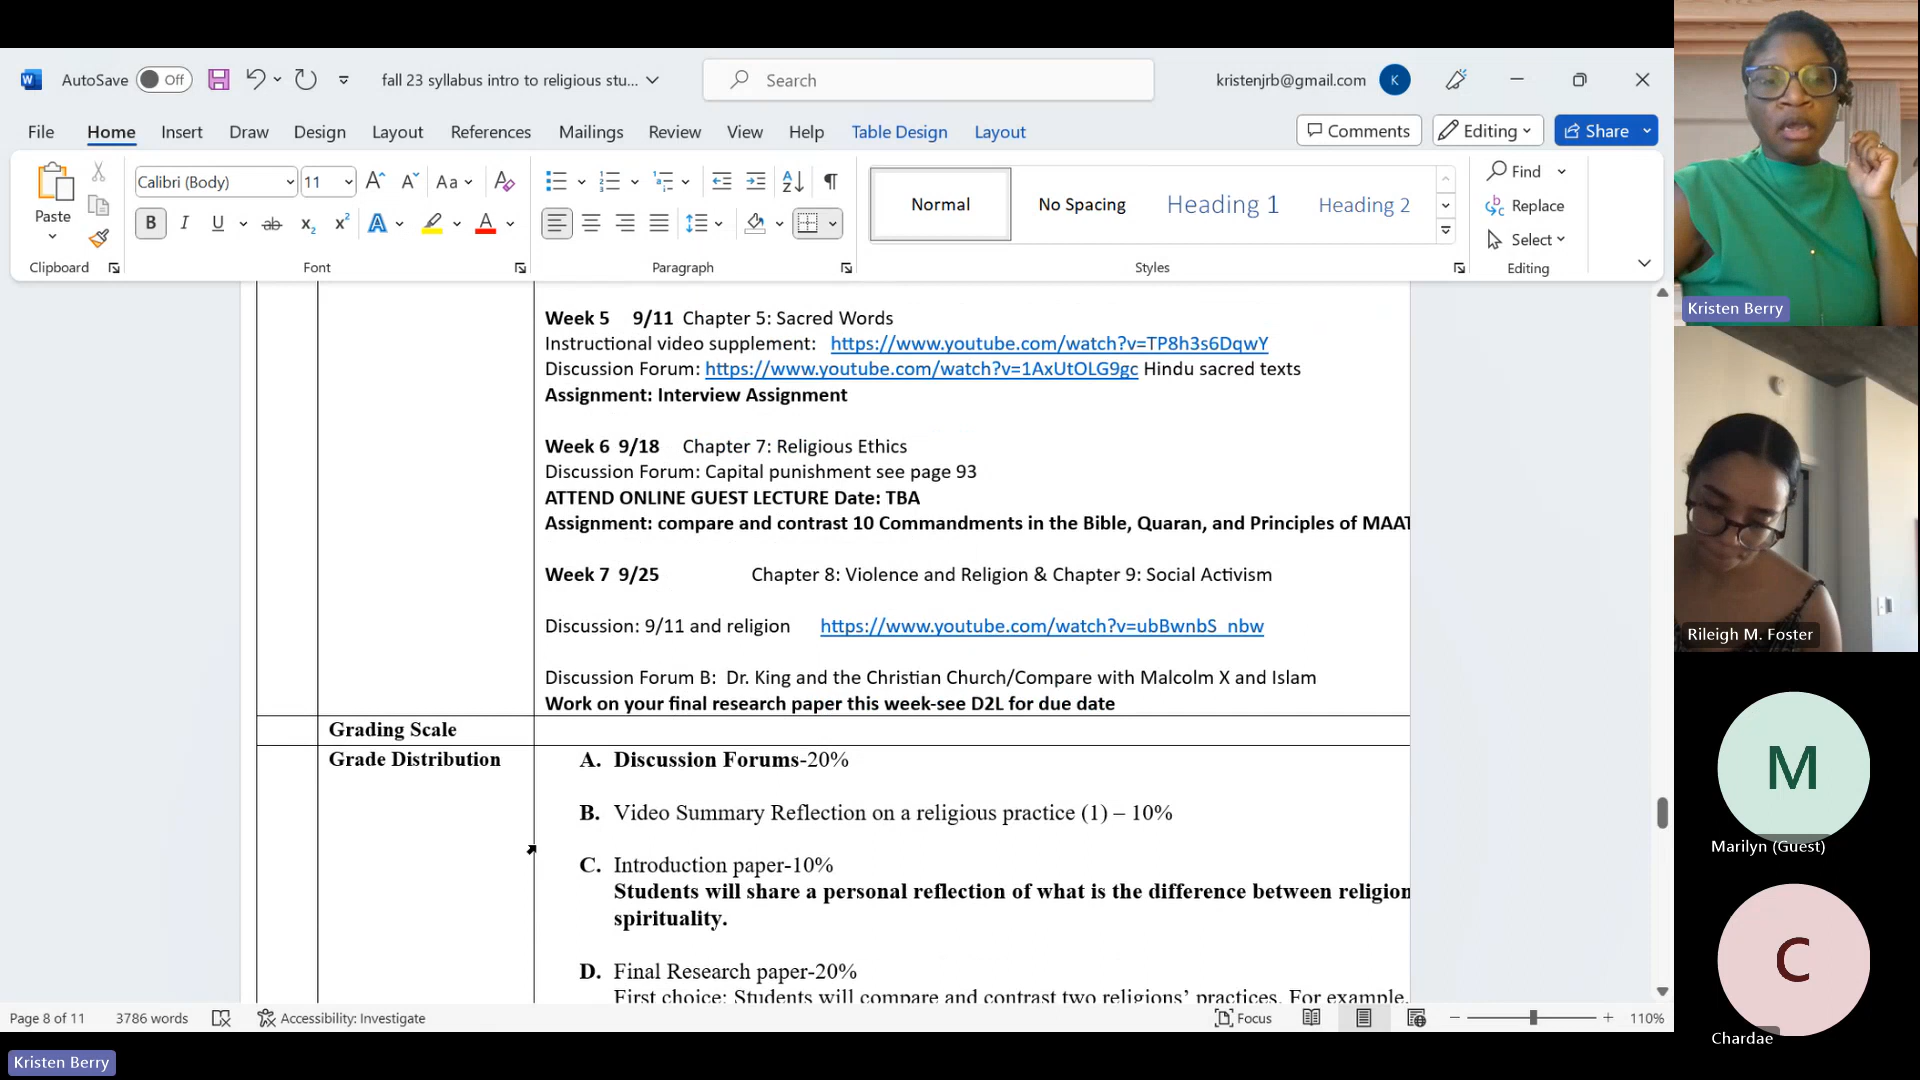 AutoSave Off fall 23 syllabus intro to religious stu... Search kristenjrb@gmail.com K
File Home Insert Draw Design Layout References Mailings Review View Help Table Design Layout Comments Editing Share
Paste Calibri (Body) 11 Aa Normal No Spacing Heading 1 Heading 2 Find
Replace
Select
Clipboard Font Paragraph Styles Editing
Week 5 9/11 Chapter 5: Sacred Words
Instructional video supplement: https://www.youtube.com/watch?v=TP8h3s6DqwY
Discussion Forum: https://www.youtube.com/watch?v=1AxUtOLG9gc Hindu sacred texts
Assignment: Interview Assignment
Week 6 9/18 Chapter 7: Religious Ethics
Discussion Forum: Capital punishment see page 93
ATTEND ONLINE GUEST LECTURE Date: TBA
Assignment: compare and contrast 10 Commandments in the Bible, Quaran, and Principles of MAAT
Week 7 9/25 Chapter 8: Violence and Religion & Chapter 9: Social Activism
Discussion: 9/11 and religion https://www.youtube.com/watch?v=ubBwnbS_nbw
Discussion Forum B: Dr. King and the Christian Church/Compare with Malcolm X and Islam
Work on your final research paper this week-see D2L for due date
Grading Scale
Grade Distribution
A. Discussion Forums-20%
B. Video Summary Reflection on a religious practice (1) – 10%
C. Introduction paper-10%
Students will share a personal reflection of what is the difference between religion
spirituality.
D. Final Research paper-20%
First choice: Students will compare and contrast two religions’ practices. For example,
Page 8 of 11 3786 words Accessibility: Investigate Focus 110%
Kristen Berry
Kristen Berry
Rileigh M. Foster
M
Marilyn (Guest)
C
Chardae